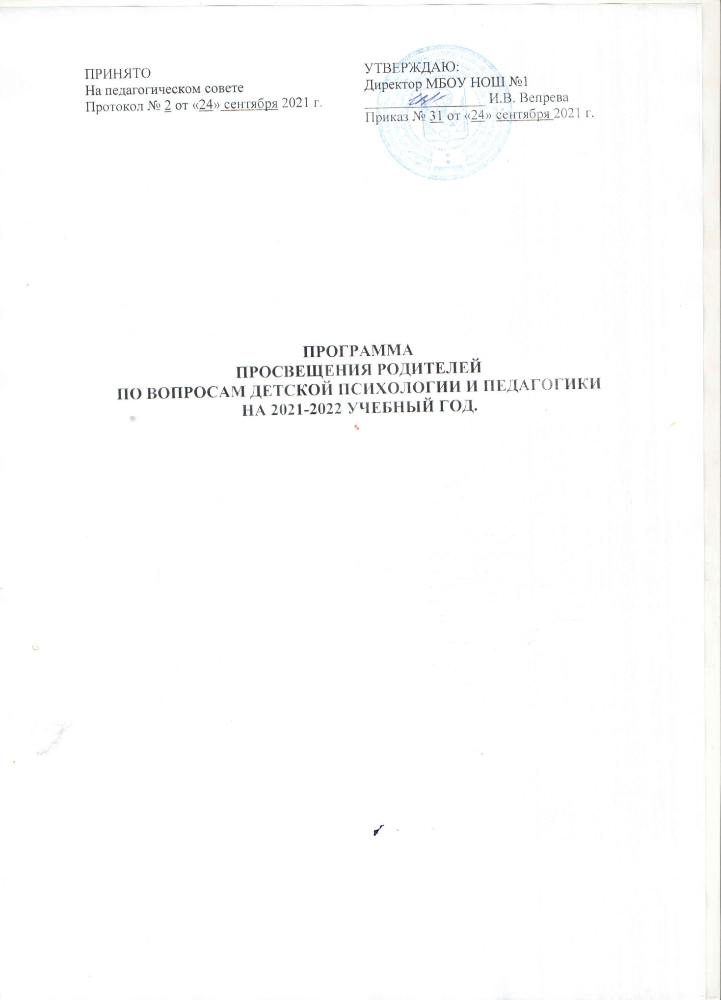 ПРИНЯТО
На педагогическом совете
Протокол № 2 от «24» сентября 2021 г.
УТВЕРЖДАЮ:
Директор МБОУ НОШ №1
И.В. Вепрева
Приказ № 31 от «24» сентября 2021 г.
ПРОГРАММА
ПРОСВЕЩЕНИЯ РОДИТЕЛЕЙ
ПО ВОПРОСАМ ДЕТСКОЙ ПСИХОЛОГИИ И ПЕДАГОГИКИ
НА 2021-2022 УЧЕБНЫЙ ГОД.